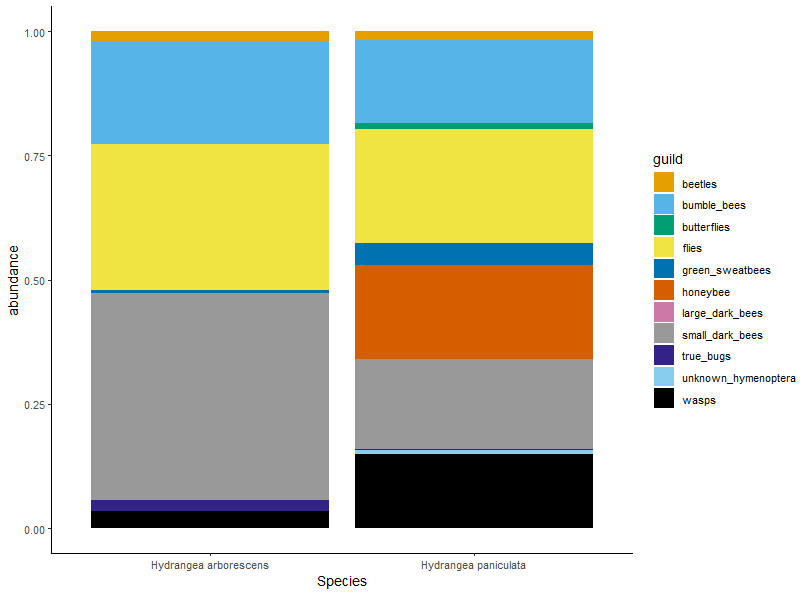 1.00
0.75
0.50
0.25
0.00
abundance
Hydrangea arborescens
Hydrangea paniculata
Species
guild
beetles
bumble_bees
butterflies
flies
green_sweatbees
honeybee
large_dark_bees
small_dark_bees
true_bugs
unknown_hymenoptera
wasps